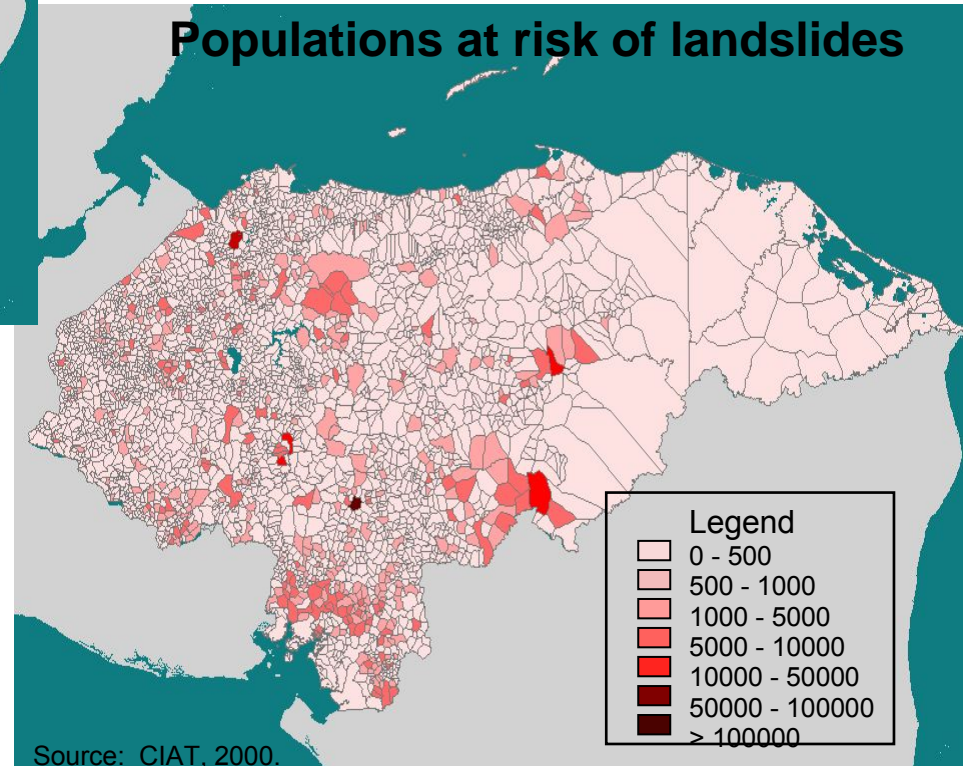 Populations at risk of landslides
Legend
0 - 500
500 - 1000
1000 - 5000
5000 - 10000
10000 - 50000
50000 - 100000
> 100000
Source: CIAT, 2000.